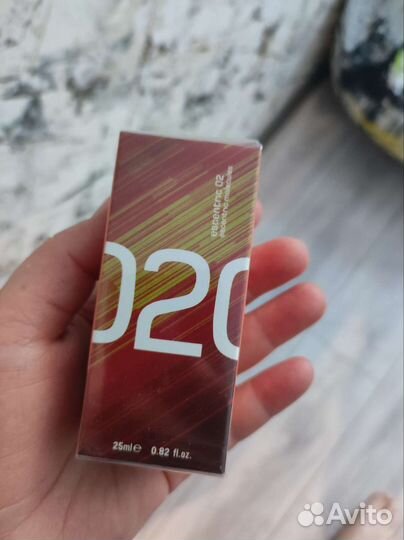 escentric 02
escentric molecules
020
25ml℮ 0.82 fl.oz.
Avito